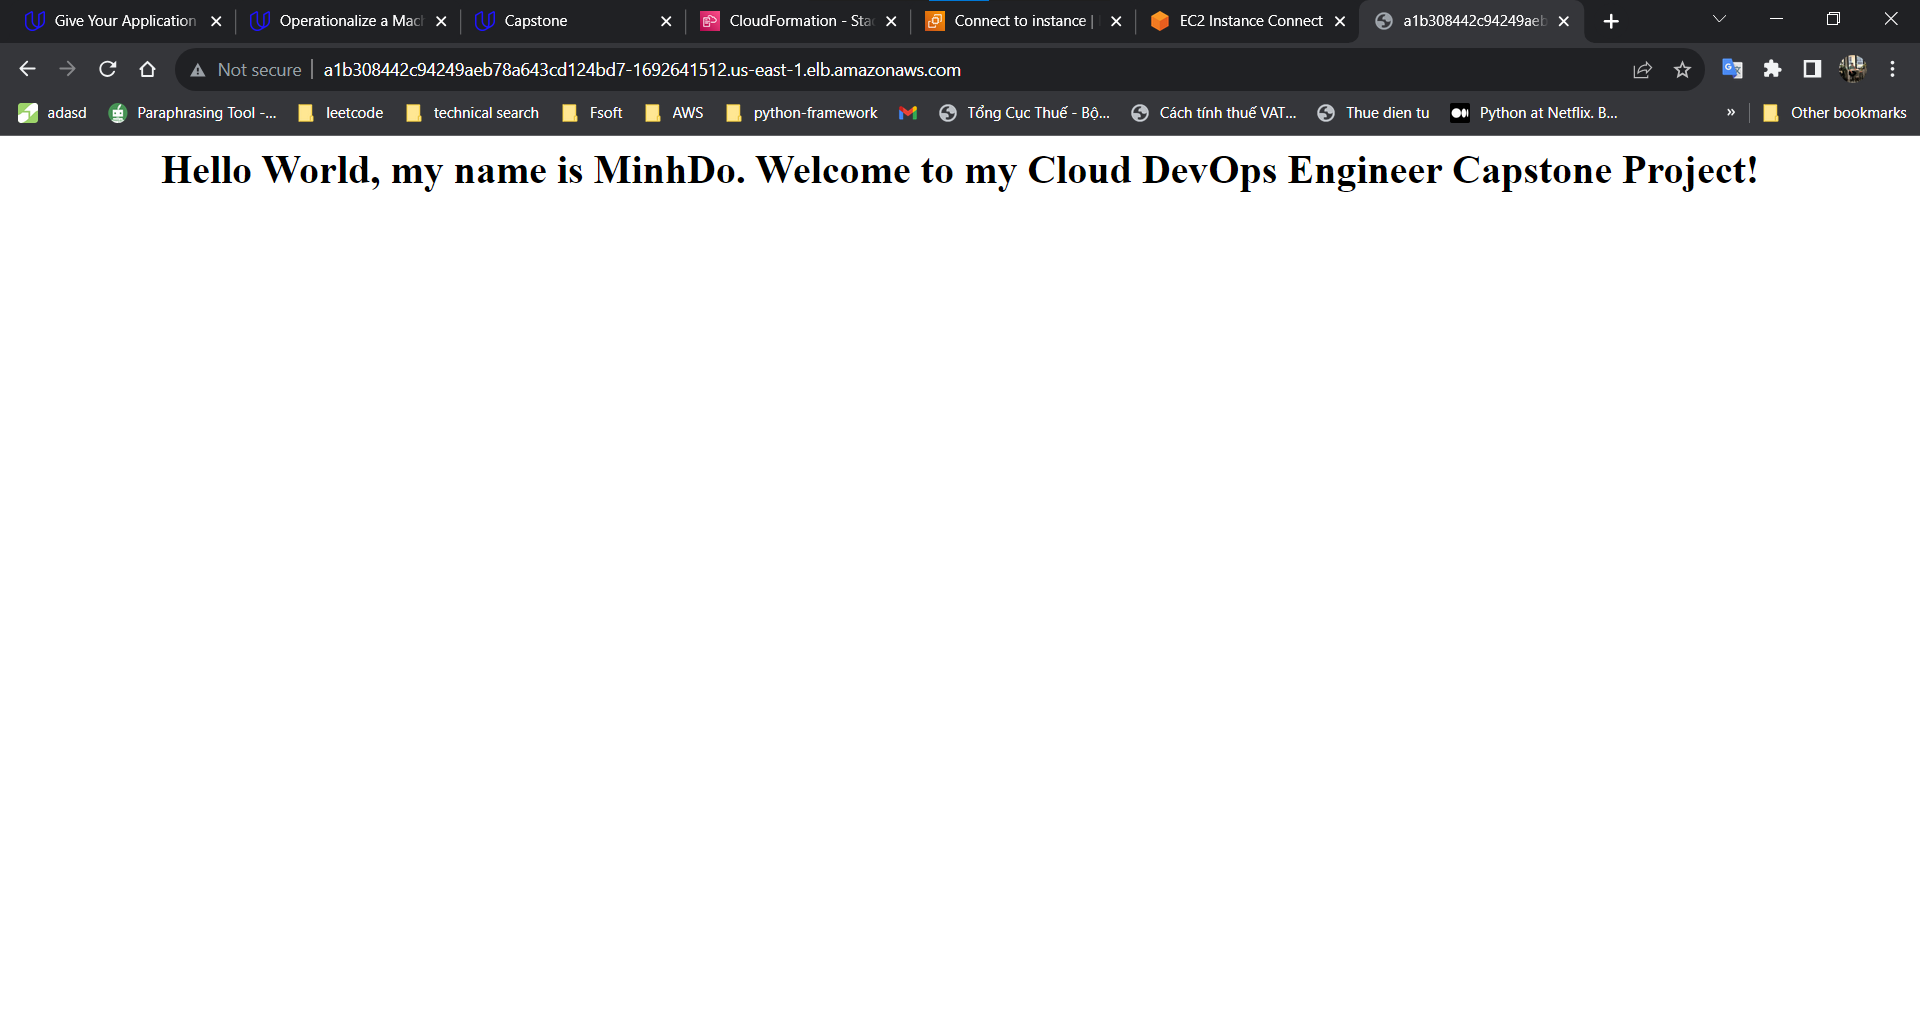 Give Your Application
Operationalize a Mach
Capstone
CloudFormation - Stac
Connect to instance |
EC2 Instance Connect
a1b308442c94249aeb
Not secure
a1b308442c94249aeb78a643cd124bd7-1692641512.us-east-1.elb.amazonaws.com
adasd
Paraphrasing Tool -...
leetcode
technical search
Fsoft
AWS
python-framework
Tổng Cục Thuế - Bộ...
Cách tính thuế VAT...
Thue dien tu
Python at Netflix. B...
»
Other bookmarks
Hello World, my name is MinhDo. Welcome to my Cloud DevOps Engineer Capstone Project!